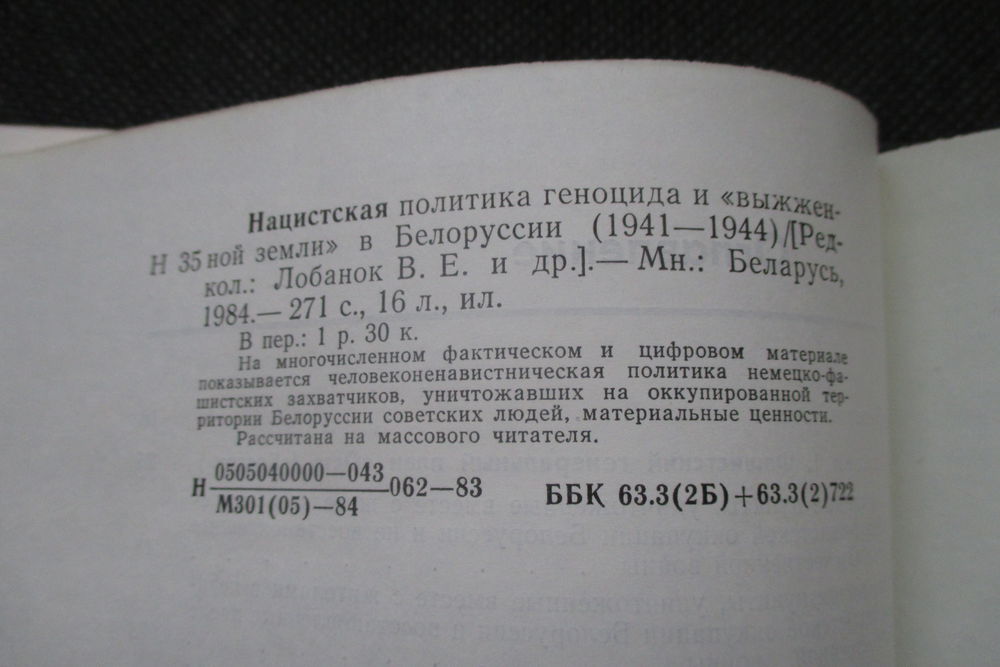 Нацистская политика геноцида и «выжжен-
Н 35 ной земли» в Белоруссии (1941—1944)/[Ред-
кол.: Лобанок В. Е. и др.].— Мн.: Беларусь,
1984.— 271 с., 16 л., ил.
В пер.: 1 р. 30 к.
На многочисленном фактическом и цифровом материале
показывается человеконенавистническая политика немецко-фа-
шистских захватчиков, уничтожавших на оккупированной тер-
ритории Белоруссии советских людей, материальные ценности.
Рассчитана на массового читателя.
0505040000—043
Н 062—83 ББК 63.3(2Б)+63.3(2)722
М301(05)—84